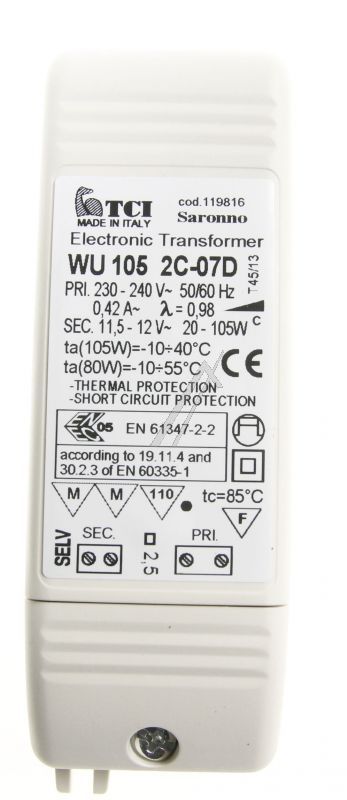 TCI
MADE IN ITALY
cod.119816
Saronno
Electronic Transformer
WU 105 2C-07D
T45/13
PRI. 230 - 240 V~ 50/60 Hz
0,42 A~ λ = 0,98
SEC. 11,5 - 12V~ 20 - 105W
C
ta(105W)=-10÷40°C
ta(80W)=-10÷55°C
CE
-THERMAL PROTECTION
-SHORT CIRCUIT PROTECTION
ENEC 05 EN 61347-2-2
according to 19.11.4 and
30.2.3 of EN 60335-1
M M 110 tc=85°C
F
SELV
SEC. 2,5 PRI.